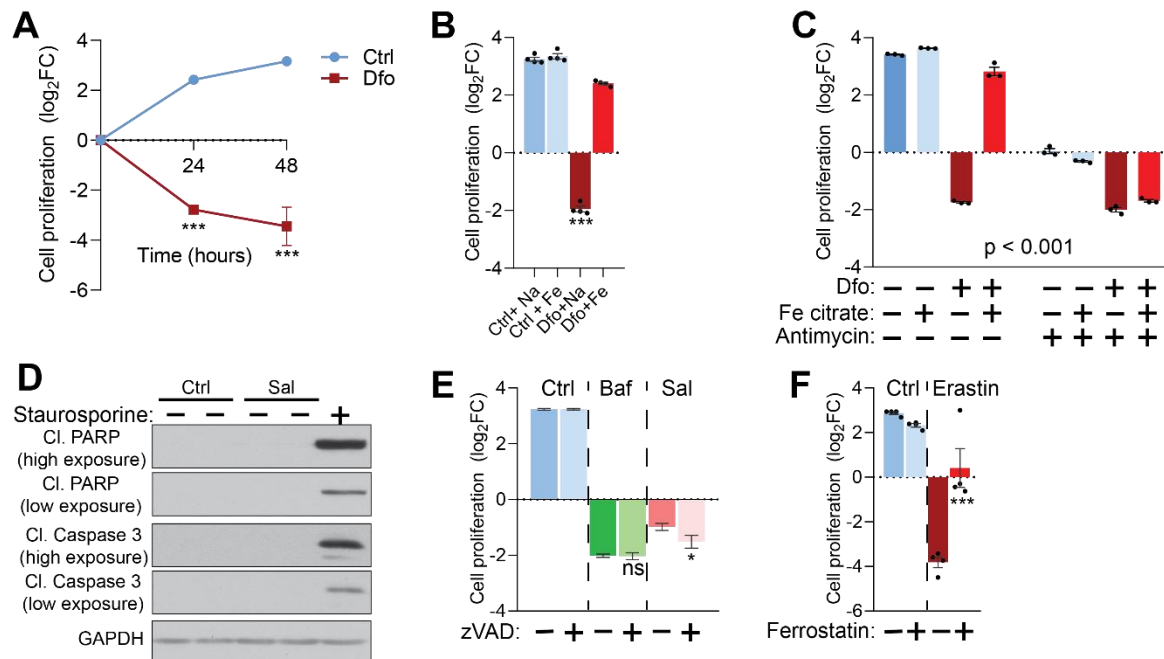 A
Cell proliferation (log2FC)
4
2
0
-2
-4
-6
24
48
***
***
Time (hours)
Ctrl
Dfo
B
Cell proliferation (log2FC)
4
2
0
-2
-4
***
Ctrl+ Na
Ctrl + Fe
Dfo+Na
Dfo+Fe
C
Cell proliferation (log2FC)
4
2
0
-2
-4
p < 0.001
Dfo: – – + + – – + +
Fe citrate: – + – + – + – +
Antimycin: – – – – + + + +
D
Ctrl Sal
Staurosporine: – – – – +
Cl. PARP
(high exposure)
Cl. PARP
(low exposure)
Cl. Caspase 3
(high exposure)
Cl. Caspase 3
(low exposure)
GAPDH
E
Ctrl Baf Sal
Cell proliferation (log2FC)
4
2
0
-2
-4
ns
*
zVAD: – + – + – +
F
Ctrl Erastin
Cell proliferation (log2FC)
4
2
0
-2
-4
-6
***
Ferrostatin: – + – +